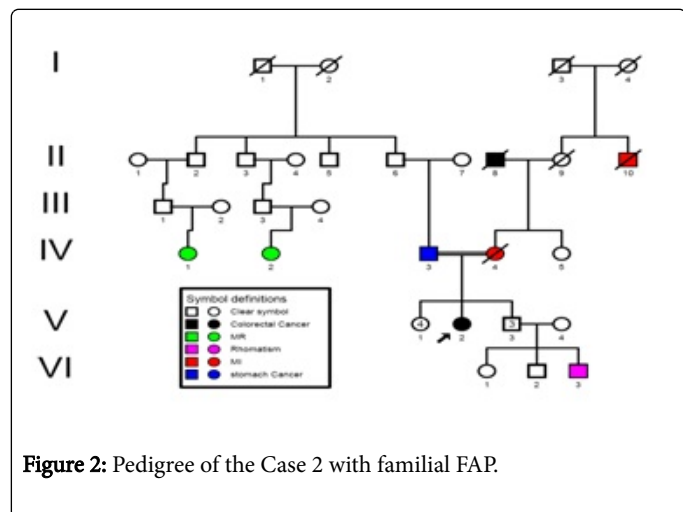 I
1 2 3 4
II
1 2 3 4 5 6 7 8 9 10
III
1 2 3 4
IV
1 2 3 4 5
Symbol definitions
Clear symbol
Colorectal Cancer
MR
Rhomatism
MI
stomach Cancer
V
4 3
1 2 3 4
VI
1 2 3
Figure 2: Pedigree of the Case 2 with familial FAP.